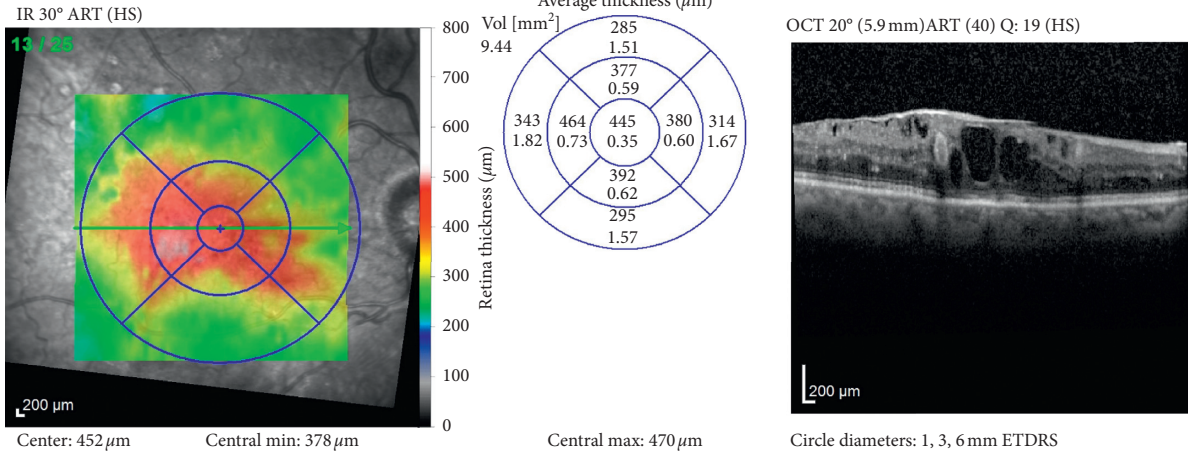 IR 30° ART (HS)
13 / 25
200 µm
800
700
600
500
400
300
200
100
0
Retina thickness (µm)
Average thickness (µm)
Vol [mm²]
9.44
285
1.51
377
0.59
343
1.82
464
0.73
445
0.35
380
0.60
314
1.67
392
0.62
295
1.57
OCT 20° (5.9 mm)ART (40) Q: 19 (HS)
200 µm
Center: 452 µm
Central min: 378 µm
Central max: 470 µm
Circle diameters: 1, 3, 6 mm ETDRS